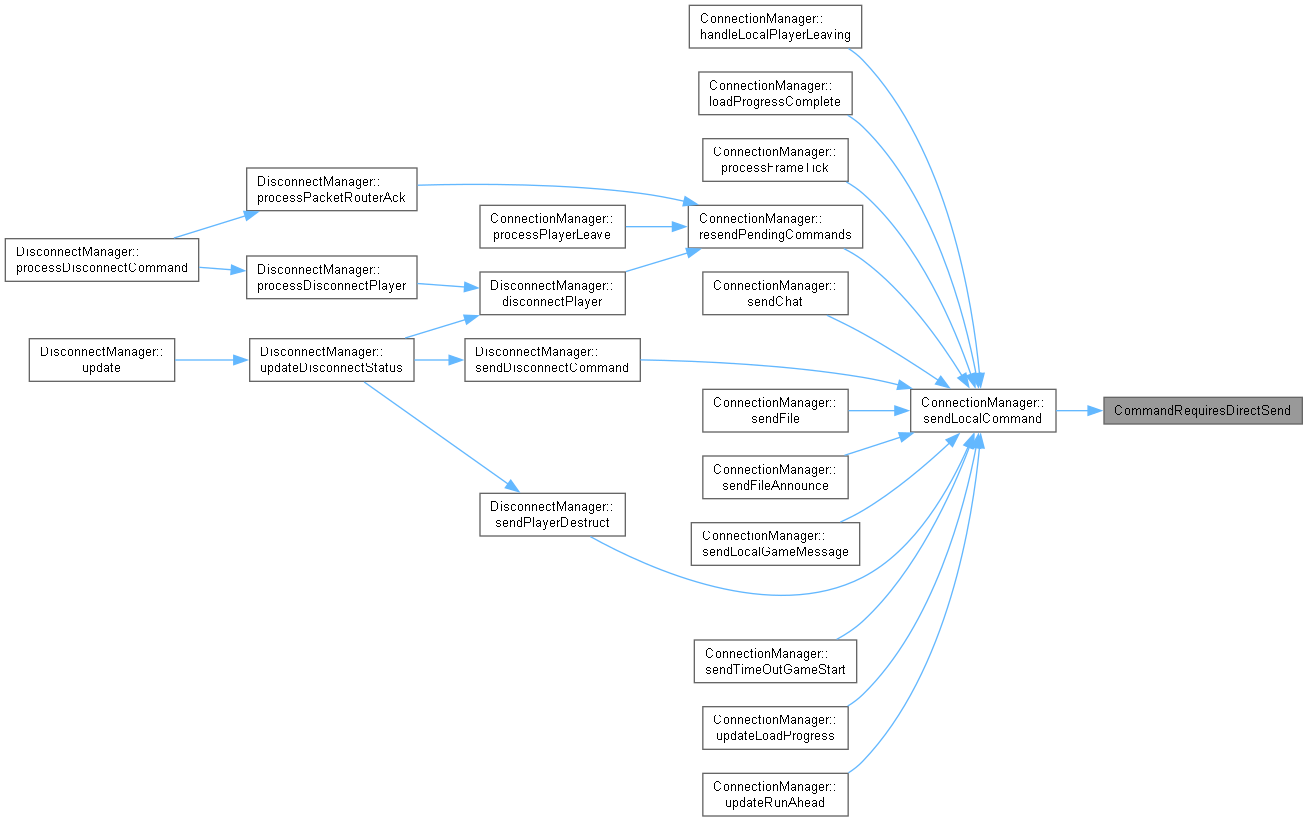 ConnectionManager::
handleLocalPlayerLeaving
ConnectionManager::
loadProgressComplete
ConnectionManager::
processFrameTick
DisconnectManager::
processPacketRouterAck
ConnectionManager::
processPlayerLeave
ConnectionManager::
resendPendingCommands
DisconnectManager::
processDisconnectCommand
DisconnectManager::
processDisconnectPlayer
DisconnectManager::
disconnectPlayer
ConnectionManager::
sendChat
DisconnectManager::
update
DisconnectManager::
updateDisconnectStatus
DisconnectManager::
sendDisconnectCommand
ConnectionManager::
sendFile
ConnectionManager::
sendLocalCommand
CommandRequiresDirectSend
ConnectionManager::
sendFileAnnounce
DisconnectManager::
sendPlayerDestruct
ConnectionManager::
sendLocalGameMessage
ConnectionManager::
sendTimeOutGameStart
ConnectionManager::
updateLoadProgress
ConnectionManager::
updateRunAhead